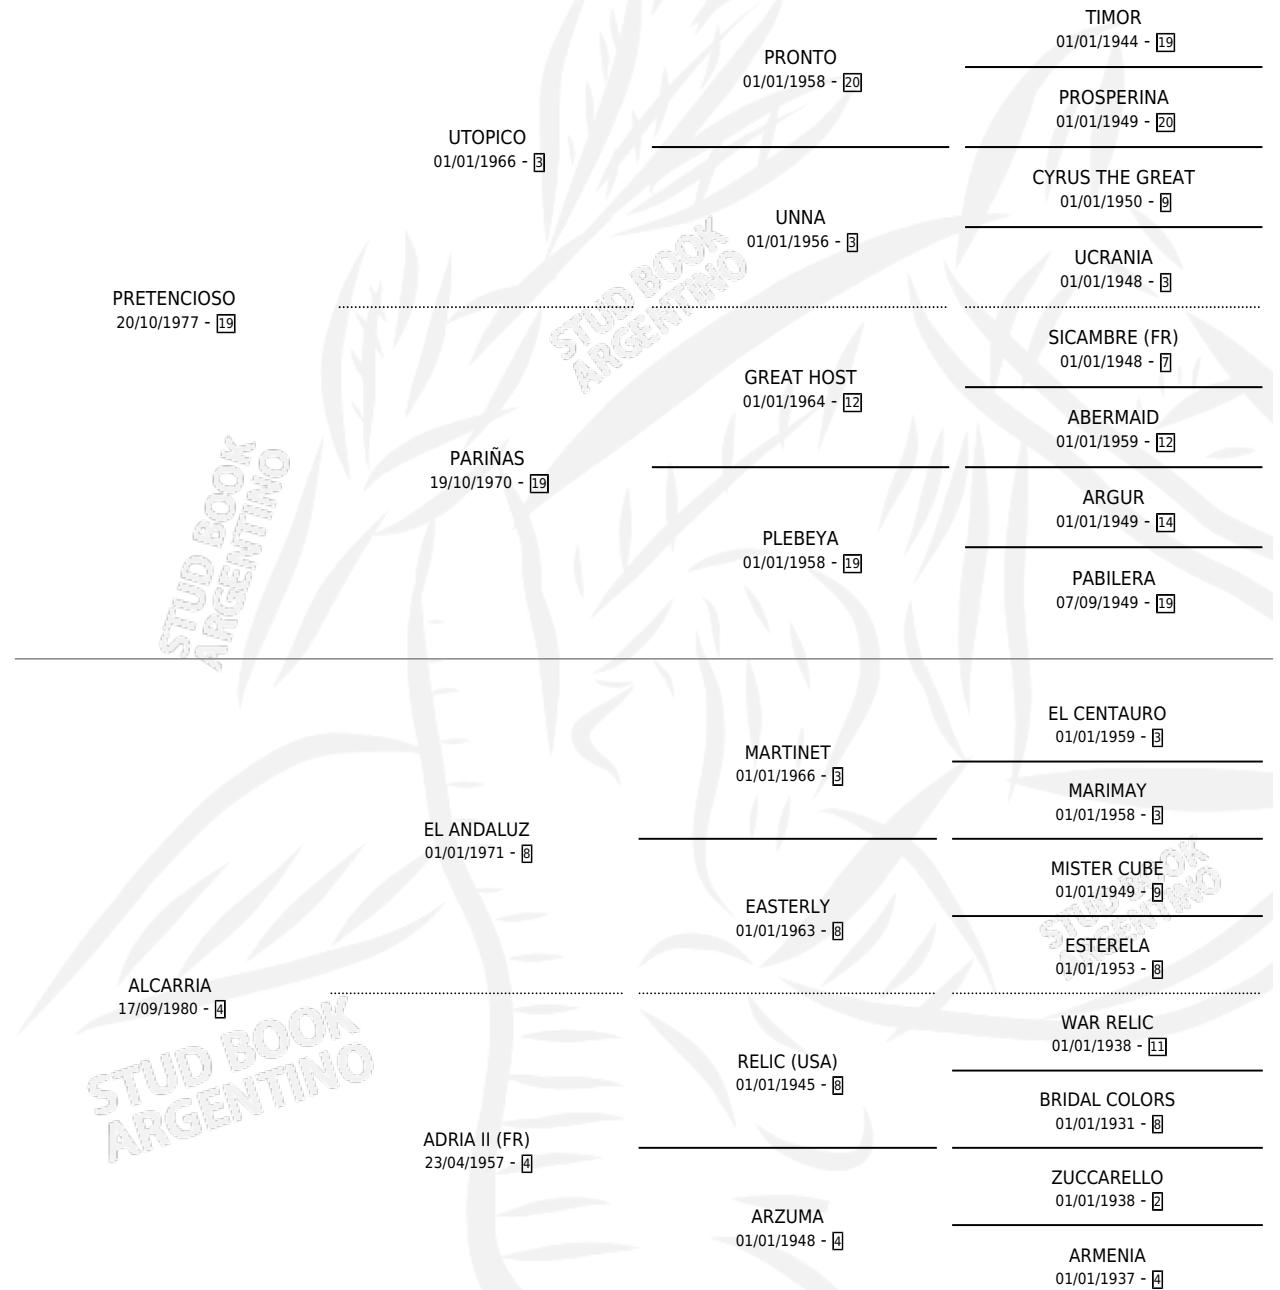 TIMOR
01/01/1944 - 19
PRONTO
01/01/1958 - 20
PROSPERINA
01/01/1949 - 20
UTOPICO
01/01/1966 - 3
CYRUS THE GREAT
01/01/1950 - 9
UNNA
01/01/1956 - 3
UCRANIA
01/01/1948 - 3
PRETENCIOSO
20/10/1977 - 19
SICAMBRE (FR)
01/01/1948 - 7
GREAT HOST
01/01/1964 - 12
ABERMAID
01/01/1959 - 12
PARIÑAS
19/10/1970 - 19
ARGUR
01/01/1949 - 14
PLEBEYA
01/01/1958 - 19
PABILERA
07/09/1949 - 19
STUD BOOK
ARGENTINO
STUD BOOK
ARGENTINO
EL CENTAURO
01/01/1959 - 3
MARTINET
01/01/1966 - 3
MARIMAY
01/01/1958 - 3
EL ANDALUZ
01/01/1971 - 8
MISTER CUBE
01/01/1949 - 9
EASTERLY
01/01/1963 - 8
ESTERELA
01/01/1953 - 8
ALCARRIA
17/09/1980 - 4
WAR RELIC
01/01/1938 - 11
RELIC (USA)
01/01/1945 - 8
BRIDAL COLORS
01/01/1931 - 8
ADRIA II (FR)
23/04/1957 - 4
ZUCCARELLO
01/01/1938 - 2
ARZUMA
01/01/1948 - 4
ARMENIA
01/01/1937 - 4
STUD BOOK
ARGENTINO
STUD BOOK
ARGENTINO